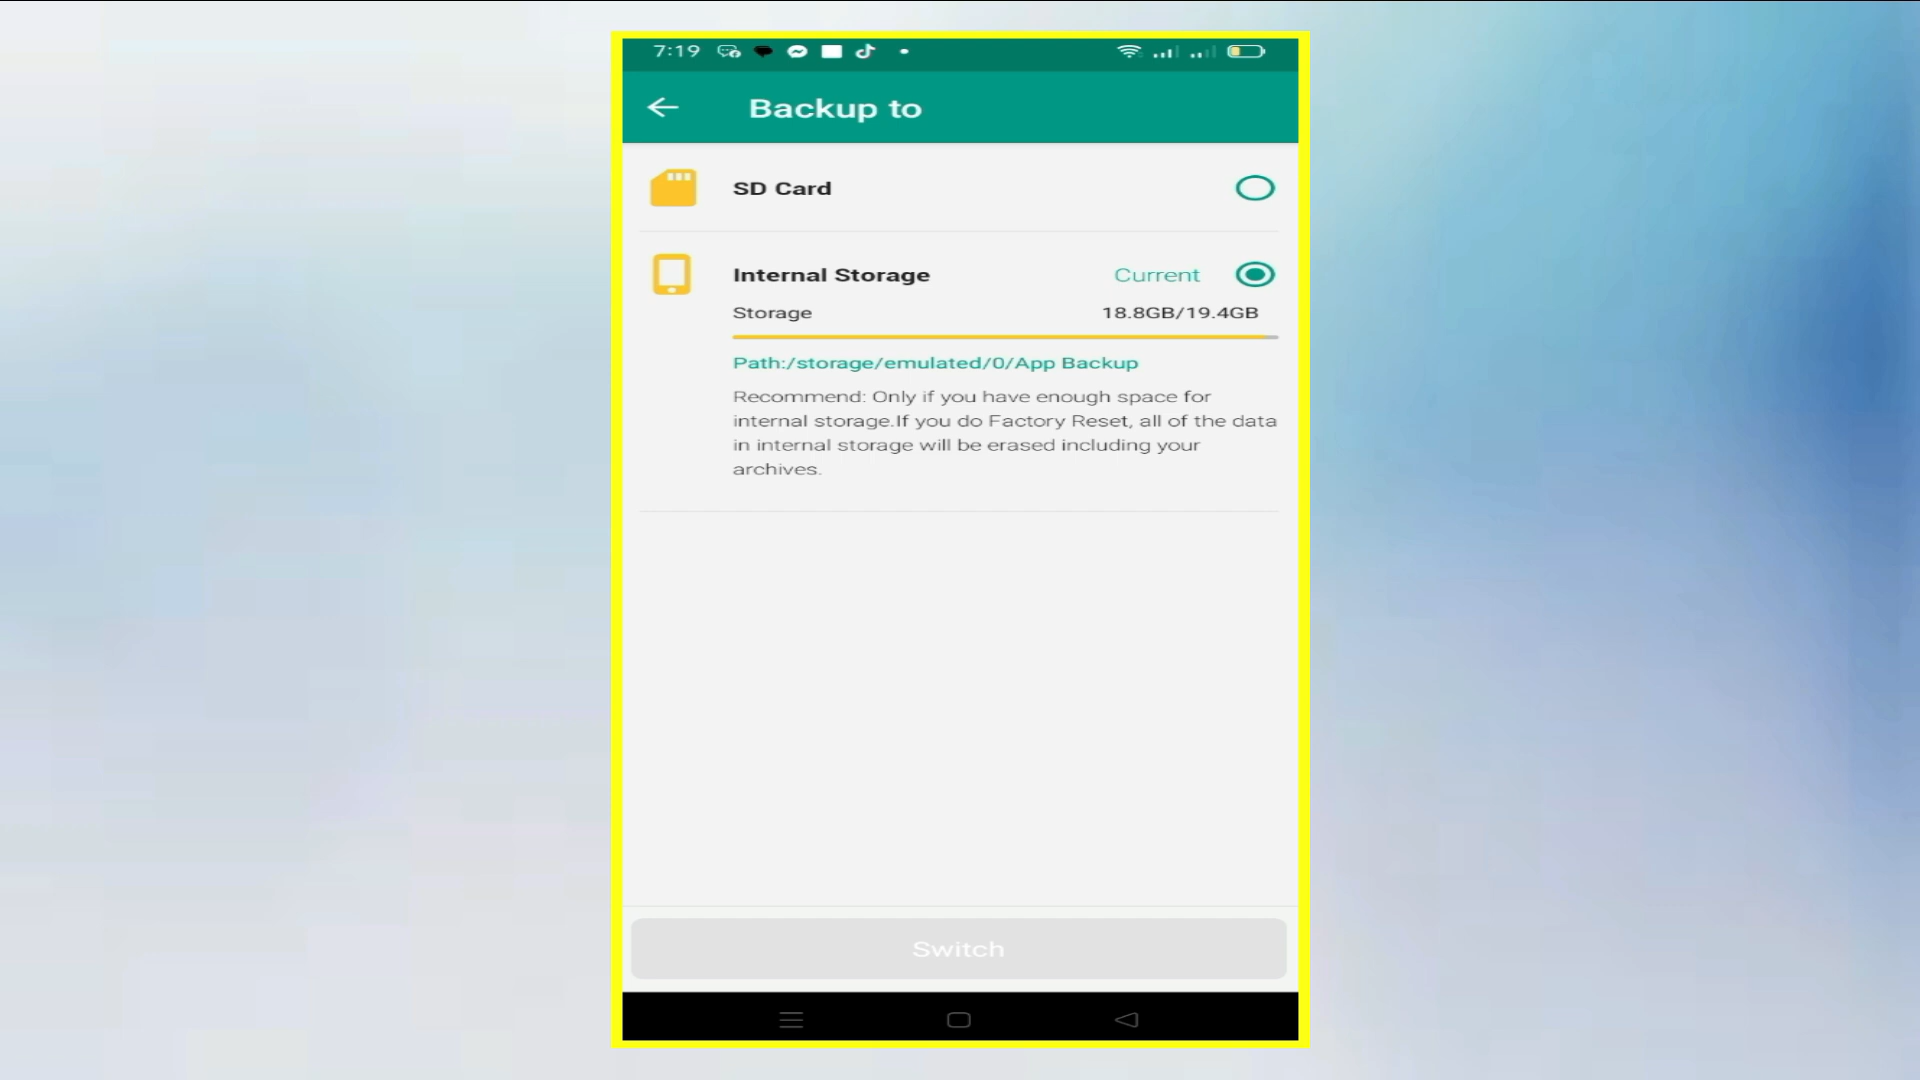 7:19
Backup to
SD Card
Internal Storage Current
Storage 18.8GB/19.4GB
Path:/storage/emulated/0/App Backup
Recommend: Only if you have enough space for
internal storage.If you do Factory Reset, all of the data
in internal storage will be erased including your
archives.
Switch